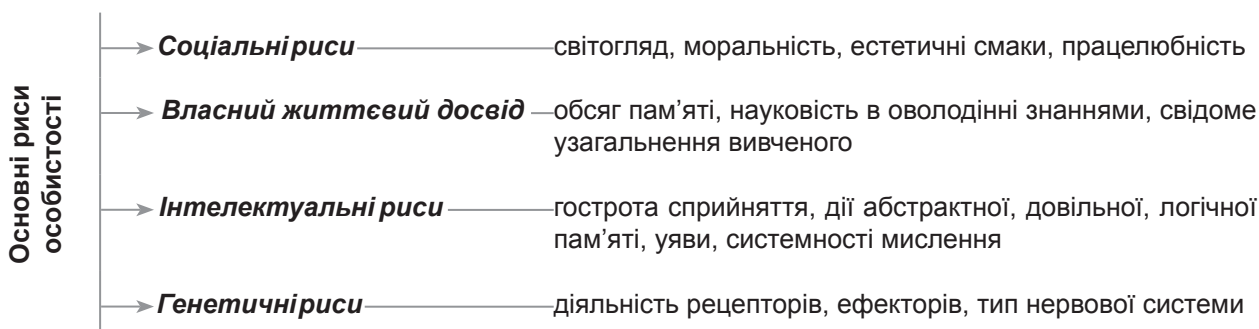 Основні риси
особистості
Соціальні риси світогляд, моральність, естетичні смаки, працелюбність
Власний життєвий досвід обсяг пам’яті, науковість в оволодінні знаннями, свідоме
узагальнення вивченого
Інтелектуальні риси гострота сприйняття, дії абстрактної, довільної, логічної
пам’яті, уяви, системності мислення
Генетичні риси діяльність рецепторів, ефекторів, тип нервової системи